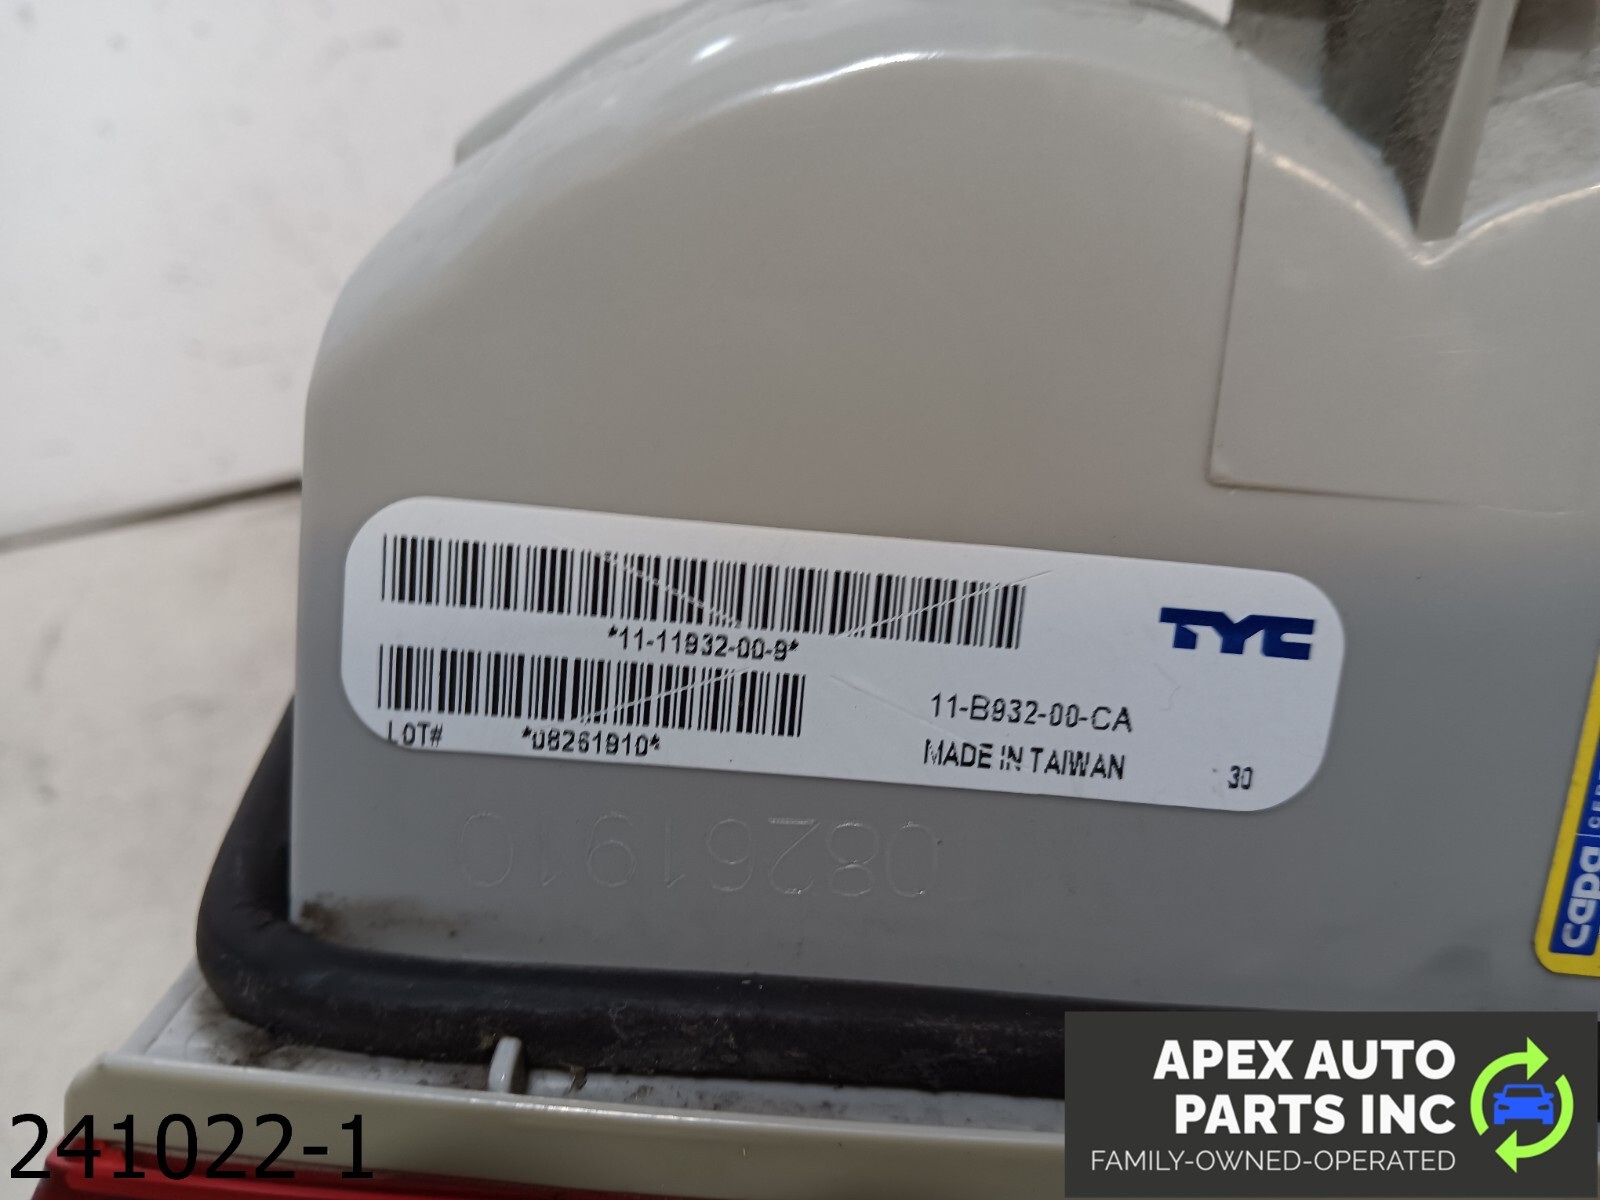 *11-11932-00-9*
TYC
LOT# *08261910*
11-B932-00-CA
MADE IN TAIWAN 30
08261910
capa
241022-1
APEX AUTO
PARTS INC
FAMILY-OWNED-OPERATED